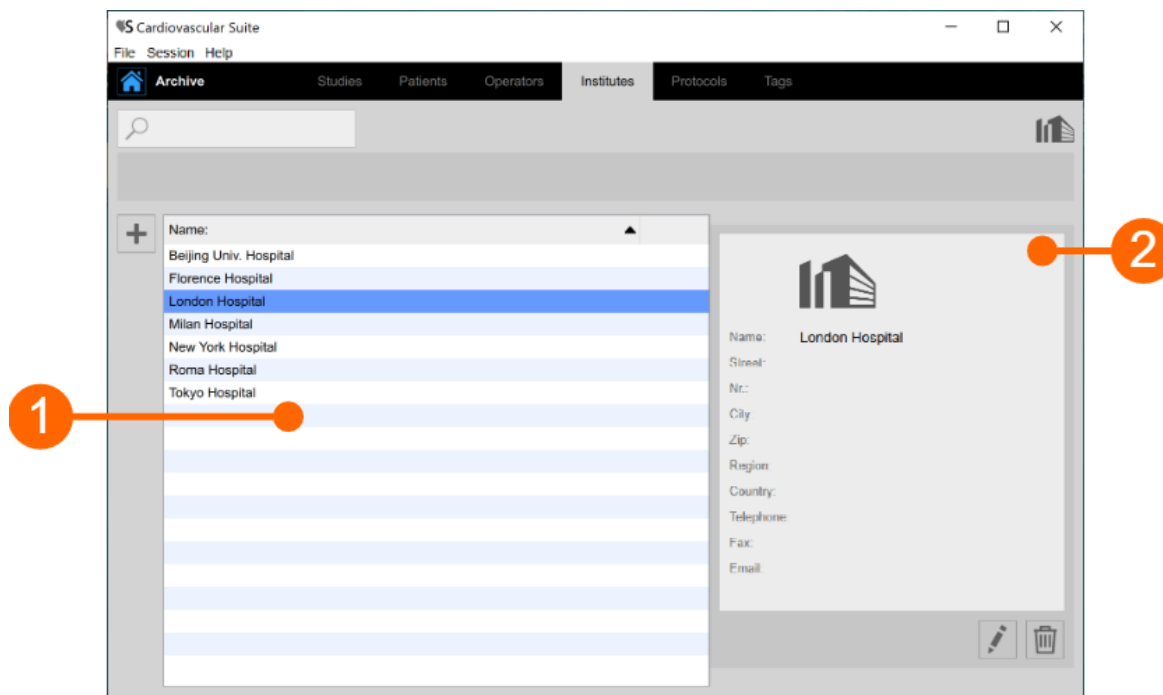 Cardiovascular Suite
File Session Help
Archive Studies Patients Operators Institutes Protocols Tags
Name:
Beijing Univ. Hospital
Florence Hospital
London Hospital
Milan Hospital
New York Hospital
Roma Hospital
Tokyo Hospital
1
2
Name: London Hospital
Street:
Nr.:
City:
Zip:
Region:
Country:
Telephone:
Fax:
Email: